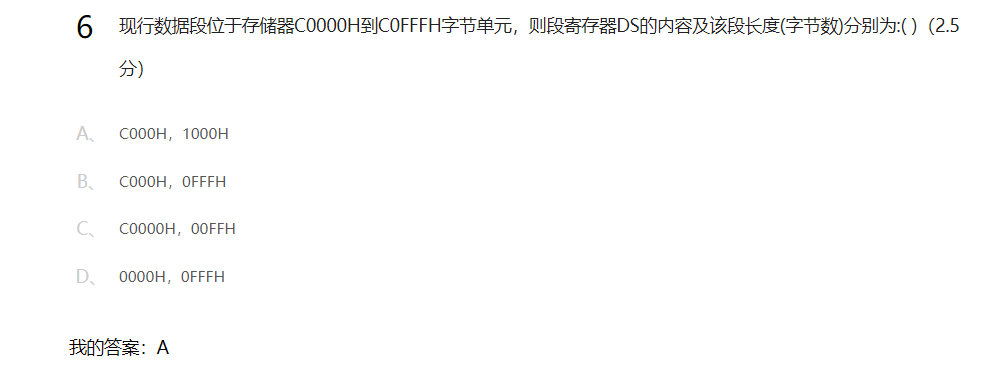 6 现行数据段位于存储器C0000H到C0FFFH字节单元，则段寄存器DS的内容及该段长度(字节数)分别为:( )（2.5
分）
A、 C000H，1000H
B、 C000H，0FFFH
C、 C0000H，00FFH
D、 0000H，0FFFH
我的答案：A